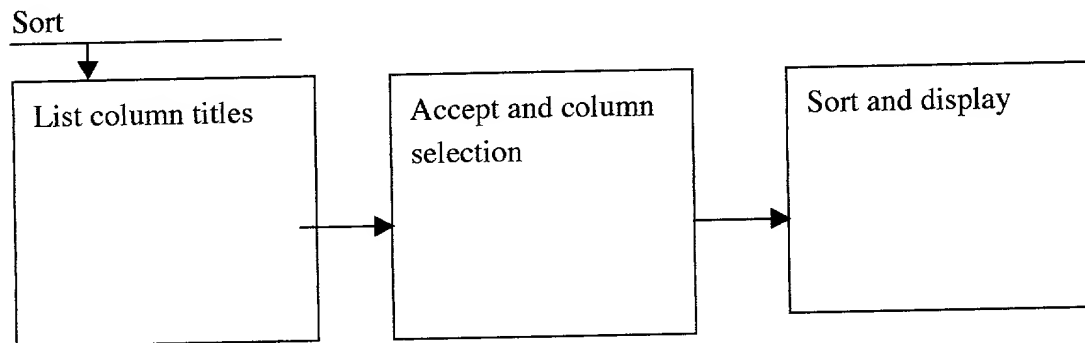 Sort
List column titles
Accept and column
selection
Sort and display